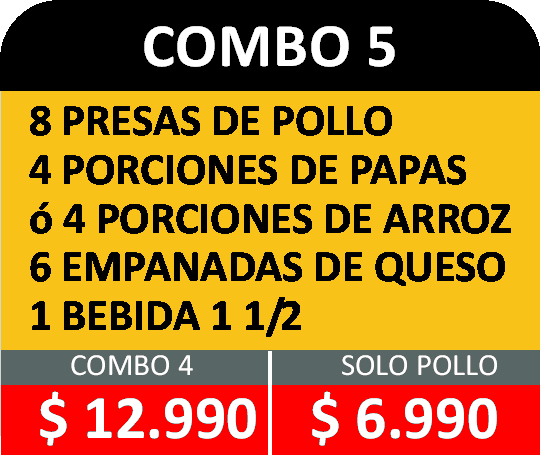 COMBO 5
8 PRESAS DE POLLO
4 PORCIONES DE PAPAS
ó 4 PORCIONES DE ARROZ
6 EMPANADAS DE QUESO
1 BEBIDA 1 1/2
COMBO 4 SOLO POLLO
$ 12.990 $ 6.990